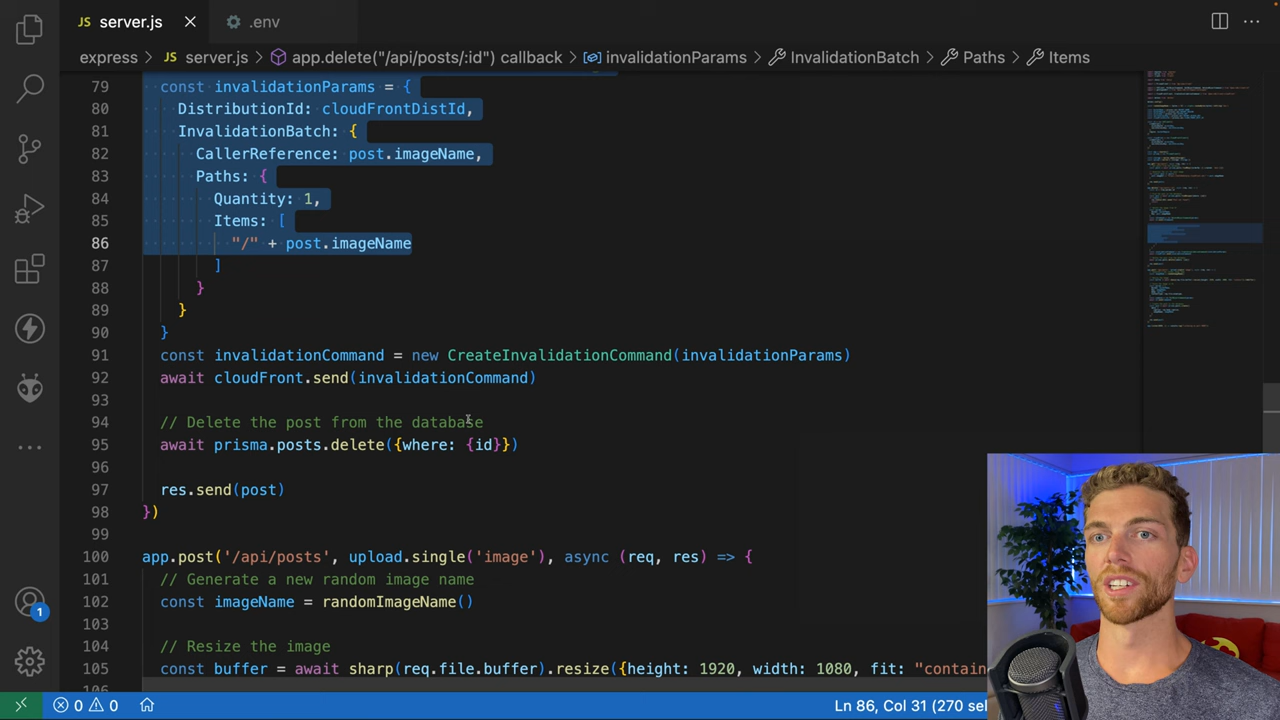 JS server.js
.env
express > JS server.js > app.delete("/api/posts/:id") callback > invalidationParams > InvalidationBatch > Paths > Items
79 const invalidationParams = {
80 DistributionId: cloudFrontDistId,
81 InvalidationBatch: {
82 CallerReference: post.imageName,
83 Paths: {
84 Quantity: 1,
85 Items: [
86 "/" + post.imageName
87 ]
88 }
89 }
90 }
91 const invalidationCommand = new CreateInvalidationCommand(invalidationParams)
92 await cloudFront.send(invalidationCommand)
93
94 // Delete the post from the database
95 await prisma.posts.delete({where: {id}})
96
97 res.send(post)
98 })
99
100 app.post('/api/posts', upload.single('image'), async (req, res) => {
101 // Generate a new random image name
102 const imageName = randomImageName()
103
104 // Resize the image
105 const buffer = await sharp(req.file.buffer).resize({height: 1920, width: 1080, fit: "contain
106
1
0 0 Ln 86, Col 31 (270 sel